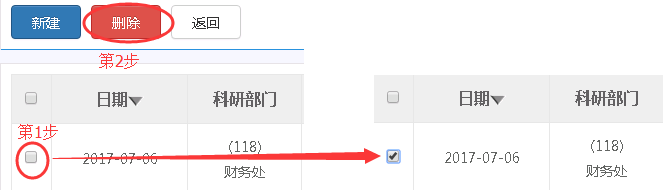 新建 删除 返回
第2步
日期 科研部门 日期 科研部门
第1步
2017-07-06 (118) 2017-07-06 (118)
财务处 财务处